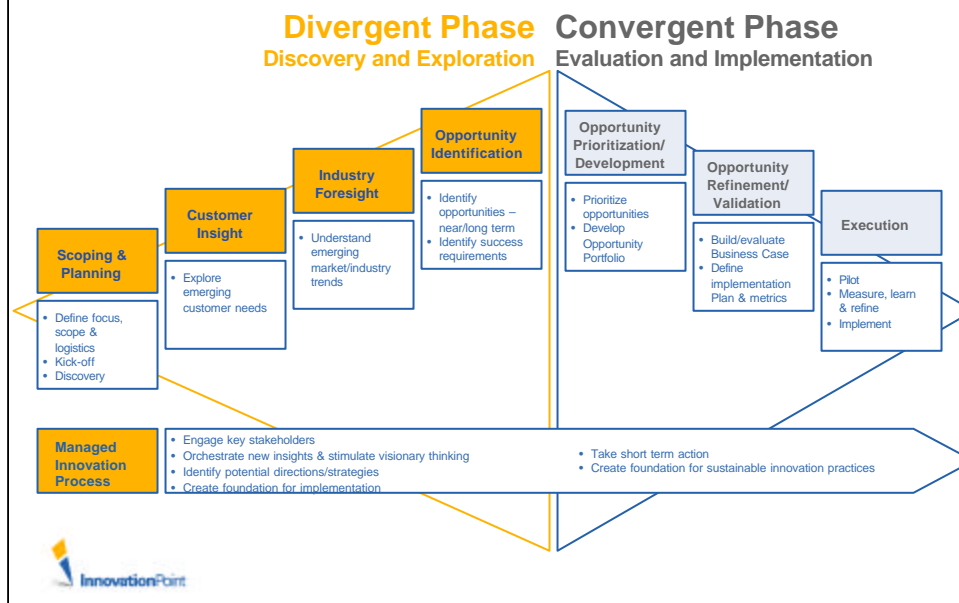 Divergent Phase
Discovery and Exploration
Convergent Phase
Evaluation and Implementation
Scoping &
Planning
• Define focus,
scope &
logistics
• Kick-off
• Discovery
Customer
Insight
• Explore
emerging
customer needs
Industry
Foresight
• Understand
emerging
market/industry
trends
Opportunity
Identification
• Identify
opportunities –
near/long term
• Identify success
requirements
Opportunity
Prioritization/
Development
• Prioritize
opportunities
• Develop
Opportunity
Portfolio
Opportunity
Refinement/
Validation
• Build/evaluate
Business Case
• Define
implementation
Plan & metrics
Execution
• Pilot
• Measure, learn
& refine
• Implement
Managed
Innovation
Process
• Engage key stakeholders
• Orchestrate new insights & stimulate visionary thinking
• Identify potential directions/strategies
• Create foundation for implementation
• Take short term action
• Create foundation for sustainable innovation practices
InnovationPoint